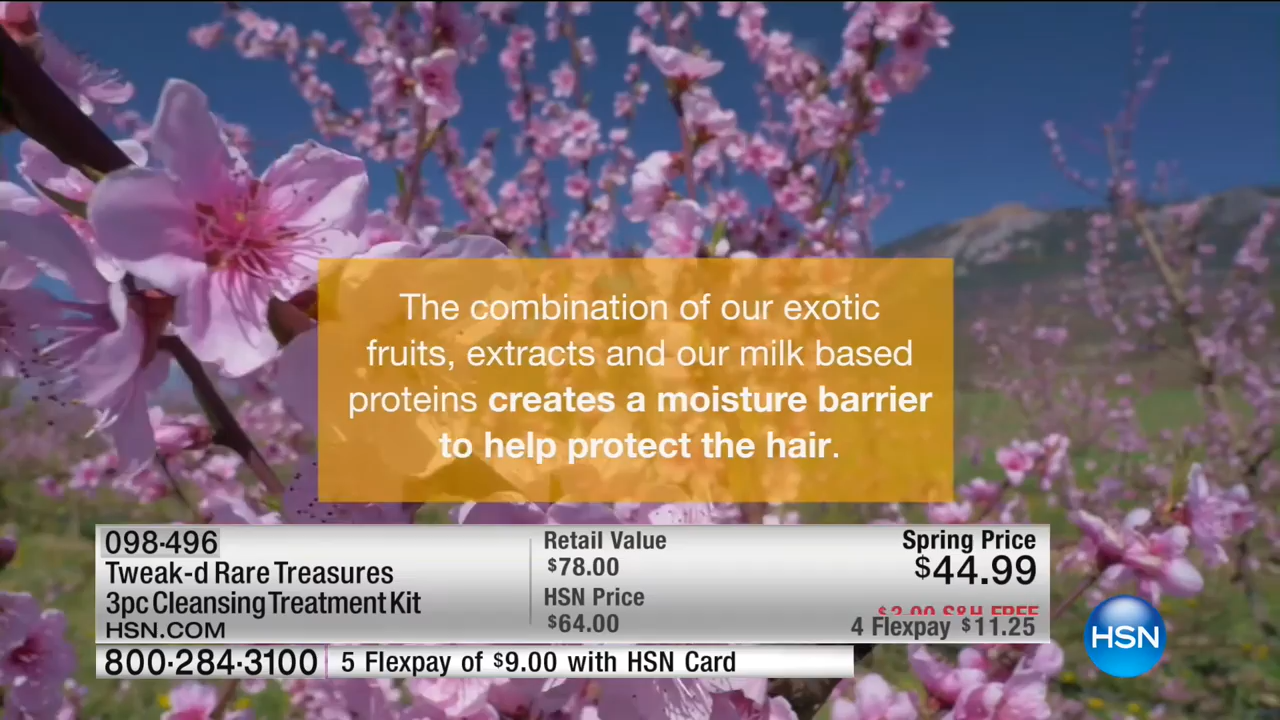 The combination of our exotic
fruits, extracts and our milk based
proteins creates a moisture barrier
to help protect the hair.
098-496
Tweak-d Rare Treasures
3pc Cleansing Treatment Kit
HSN.COM
Retail Value
$78.00
HSN Price
$64.00
Spring Price
$44.99
S&H FREE
4 Flexpay $11.25
800·284·3100
5 Flexpay of $9.00 with HSN Card
HSN